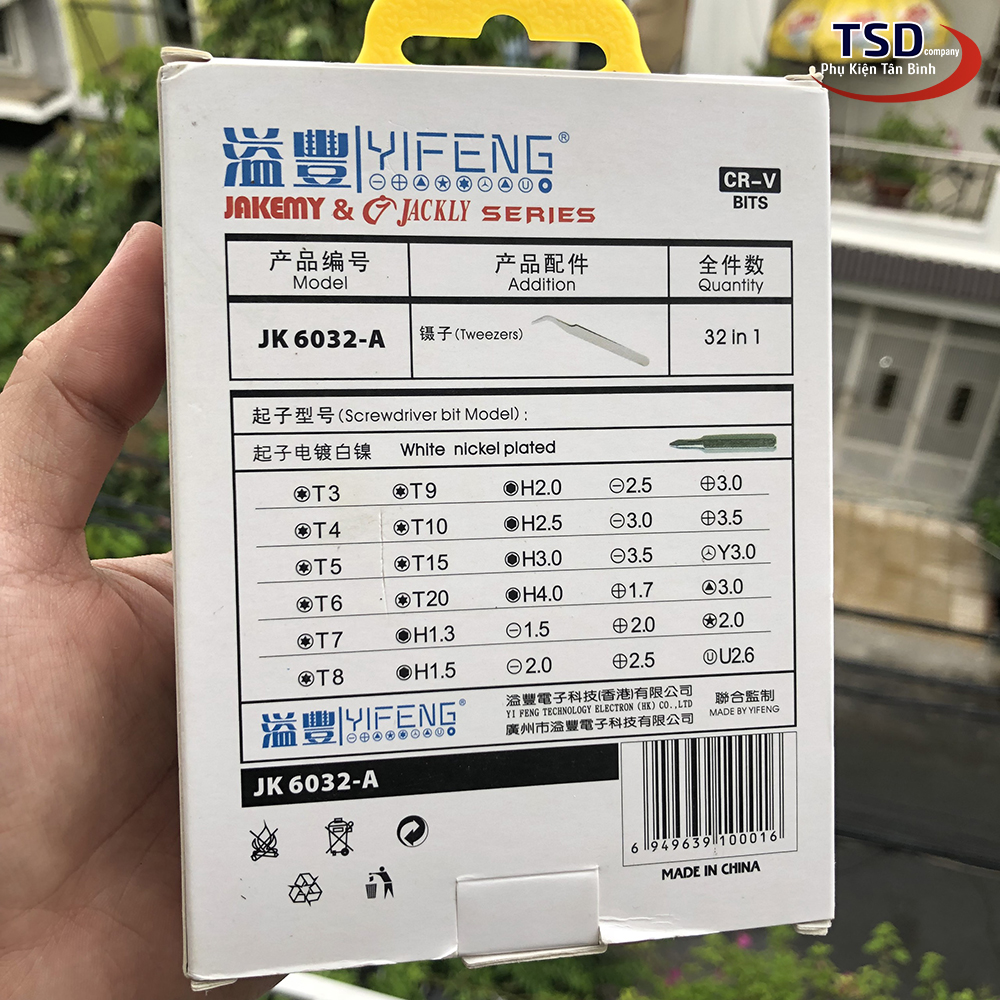 TSD company
Phụ Kiện Tân Bình
溢豐 YIFENG®
JAKEMY & JACKLY SERIES
CR-V
BITS
产品编号 产品配件 全件数
Model Addition Quantity
JK 6032-A 镊子(Tweezers) 32 in 1
起子型号(Screwdriver bit Model):
起子电镀白镍 White nickel plated
T3 T9 H2.0 ⊖2.5 ⊕3.0
T4 T10 H2.5 ⊖3.0 ⊕3.5
T5 T15 H3.0 ⊖3.5 Y3.0
T6 T20 H4.0 ⊕1.7 3.0
T7 H1.3 ⊖1.5 ⊕2.0 2.0
T8 H1.5 ⊖2.0 ⊕2.5 U2.6
溢豐 YIFENG®
溢豐電子科技(香港)有限公司
YI FENG TECHNOLOGY ELECTRON (HK) CO.,LTD
廣州市溢豐電子科技有限公司
聯合監制
MADE BY YIFENG
JK 6032-A
6 949639 100016
MADE IN CHINA